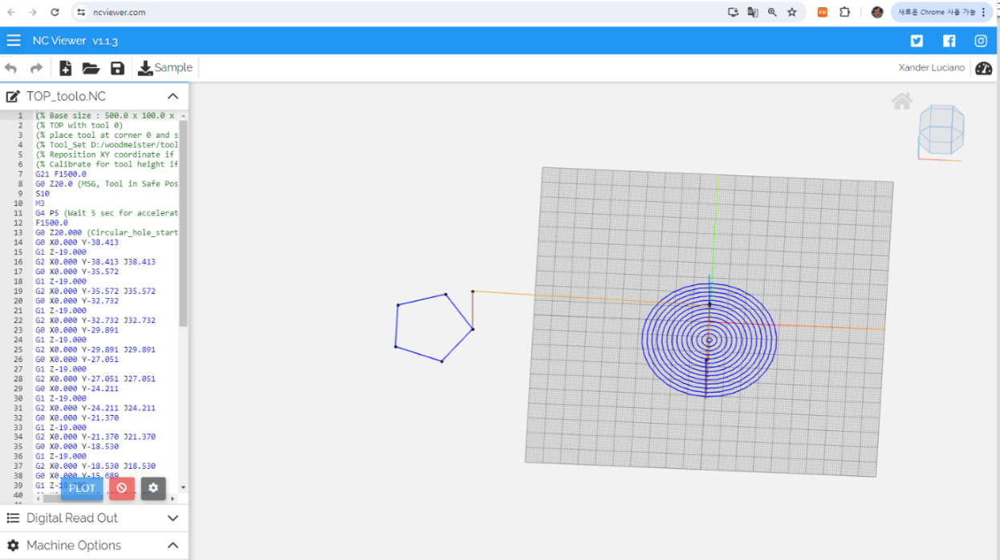 ncviewer.com
새로운 Chrome 사용 가능
NC Viewer v1.1.3
Sample
Xander Luciano
TOP_toolo.NC
1 (% Base size : 500.0 x 100.0 x
2 (% TOP with tool 0)
3 (% place tool at corner 0 and s
4 (% Tool_Set D:/woodmeister/tool
5 (% Reposition XY coordinate if
6 (% Calibrate for tool height if
7 G21 F1500.0
8 G0 Z20.0 (MSG, Tool in Safe Pos
9 S10
10 M3
11 G4 P5 (Wait 5 sec for accelerat
12 F1500.0
13 G0 Z20.000 (Circular_hole_start
14 G0 X0.000 Y-38.413
15 G1 Z-19.000
16 G2 X0.000 Y-38.413 J38.413
17 G0 X0.000 Y-35.572
18 G1 Z-19.000
19 G2 X0.000 Y-35.572 J35.572
20 G0 X0.000 Y-32.732
21 G1 Z-19.000
22 G2 X0.000 Y-32.732 J32.732
23 G0 X0.000 Y-29.891
24 G1 Z-19.000
25 G2 X0.000 Y-29.891 J29.891
26 G0 X0.000 Y-27.051
27 G1 Z-19.000
28 G2 X0.000 Y-27.051 J27.051
29 G0 X0.000 Y-24.211
30 G1 Z-19.000
31 G2 X0.000 Y-24.211 J24.211
32 G0 X0.000 Y-21.370
33 G1 Z-19.000
34 G2 X0.000 Y-21.370 J21.370
35 G0 X0.000 Y-18.530
36 G1 Z-19.000
37 G2 X0.000 Y-18.530 J18.530
38 G0 X0.000 Y-15.689
39 G1
40
PLOT
Digital Read Out
Machine Options